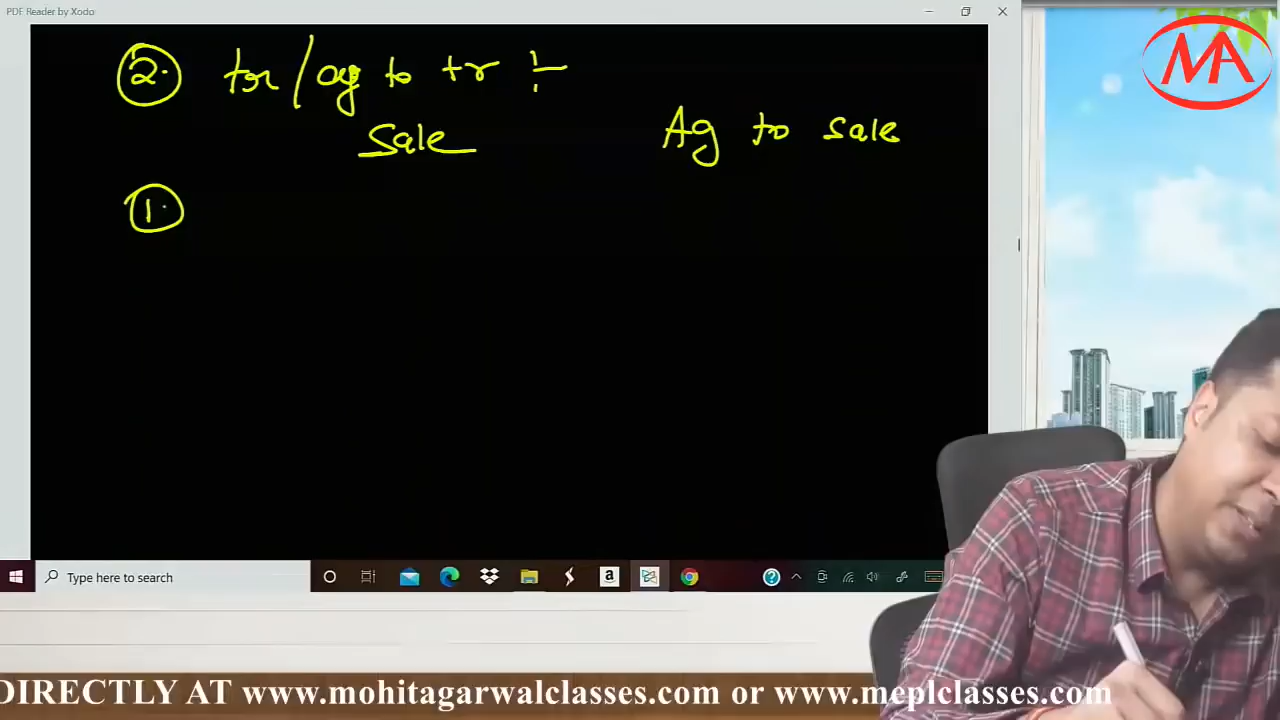 PDF Reader by Xodo
MA
2. tr/ag to tr :-
Sale Ag to sale
1.
Type here to search
DIRECTLY AT www.mohitagarwalclasses.com or www.meplclasses.com